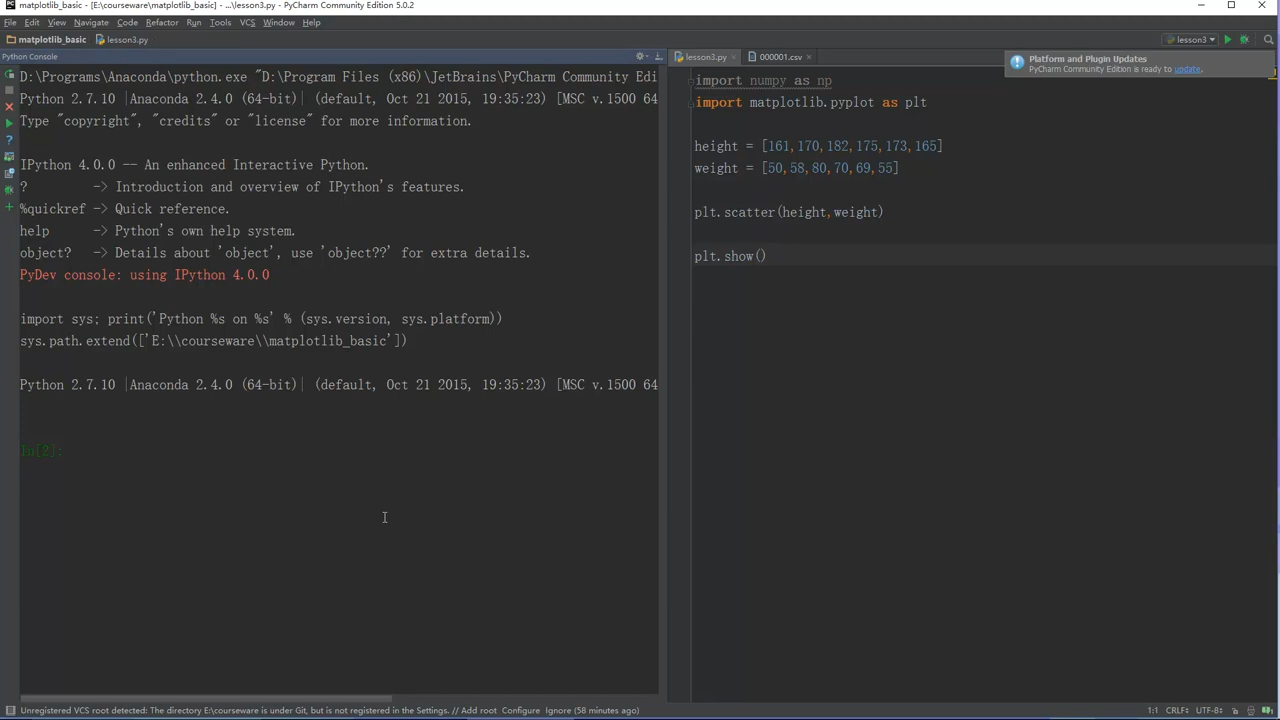 matplotlib_basic - [E:\courseware\matplotlib_basic] - ...\lesson3.py - PyCharm Community Edition 5.0.2
File Edit View Navigate Code Refactor Run Tools VCS Window Help
matplotlib_basic lesson3.py
lesson3
Python Console
D:\Programs\Anaconda\python.exe "D:\Program Files (x86)\JetBrains\PyCharm Community Edi
Python 2.7.10 |Anaconda 2.4.0 (64-bit)| (default, Oct 21 2015, 19:35:23) [MSC v.1500 64
Type "copyright", "credits" or "license" for more information.
IPython 4.0.0 -- An enhanced Interactive Python.
? -> Introduction and overview of IPython's features.
%quickref -> Quick reference.
help -> Python's own help system.
object? -> Details about 'object', use 'object??' for extra details.
PyDev console: using IPython 4.0.0
import sys; print('Python %s on %s' % (sys.version, sys.platform))
sys.path.extend(['E:\\courseware\\matplotlib_basic'])
Python 2.7.10 |Anaconda 2.4.0 (64-bit)| (default, Oct 21 2015, 19:35:23) [MSC v.1500 64
In[2]:
lesson3.py 000001.csv
Platform and Plugin Updates
PyCharm Community Edition is ready to update.
import numpy as np
import matplotlib.pyplot as plt
height = [161,170,182,175,173,165]
weight = [50,58,80,70,69,55]
plt.scatter(height,weight)
plt.show()
Unregistered VCS root detected: The directory E:\courseware is under Git, but is not registered in the Settings. // Add root Configure Ignore (58 minutes ago)
1:1 CRLF UTF-8